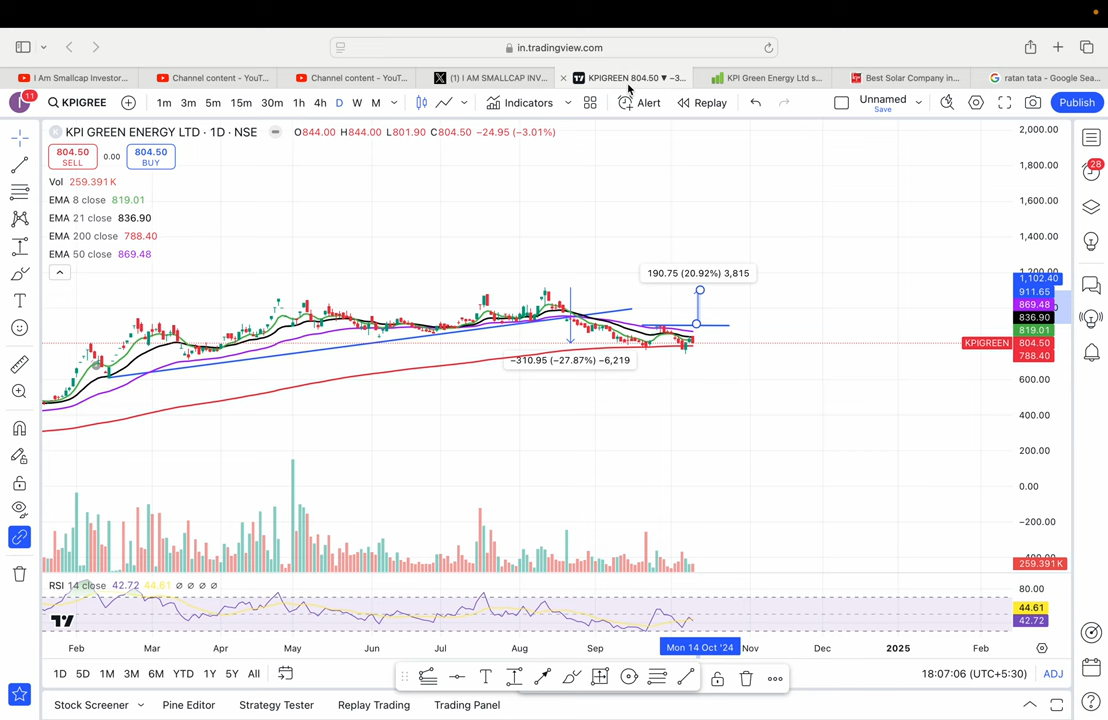 in.tradingview.com
I Am Smallcap Investor...
Channel content - YouT...
Channel content - YouT...
(1) I AM SMALLCAP INV...
KPIGREEN 804.50 ▼ −3...
KPI Green Energy Ltd s...
Best Solar Company in...
ratan tata - Google Sea...
I 11
KPIGREE
1m 3m 5m 15m 30m 1h 4h D W M
Indicators
Alert
Replay
Unnamed
Save
Publish
KPI GREEN ENERGY LTD · 1D · NSE
O844.00 H844.00 L801.90 C804.50 −24.95 (−3.01%)
804.50
SELL
0.00
804.50
BUY
Vol 259.391 K
EMA 8 close 819.01
EMA 21 close 836.90
EMA 200 close 788.40
EMA 50 close 869.48
190.75 (20.92%) 3,815
−310.95 (−27.87%) −6,219
2,000.00
1,800.00
1,600.00
1,400.00
1,200.00
1,102.40
911.65
869.48
836.90
819.01
KPIGREEN 804.50
788.40
600.00
400.00
200.00
0.00
−200.00
259.391 K
28
RSI 14 close 42.72 44.61 ∅ ∅ ∅ ∅
80.00
44.61
42.72
Feb Mar Apr May Jun Jul Aug Sep Mon 14 Oct '24 Nov Dec 2025 Feb
1D 5D 1M 3M 6M YTD 1Y 5Y All
18:07:06 (UTC+5:30)
ADJ
Stock Screener
Pine Editor
Strategy Tester
Replay Trading
Trading Panel